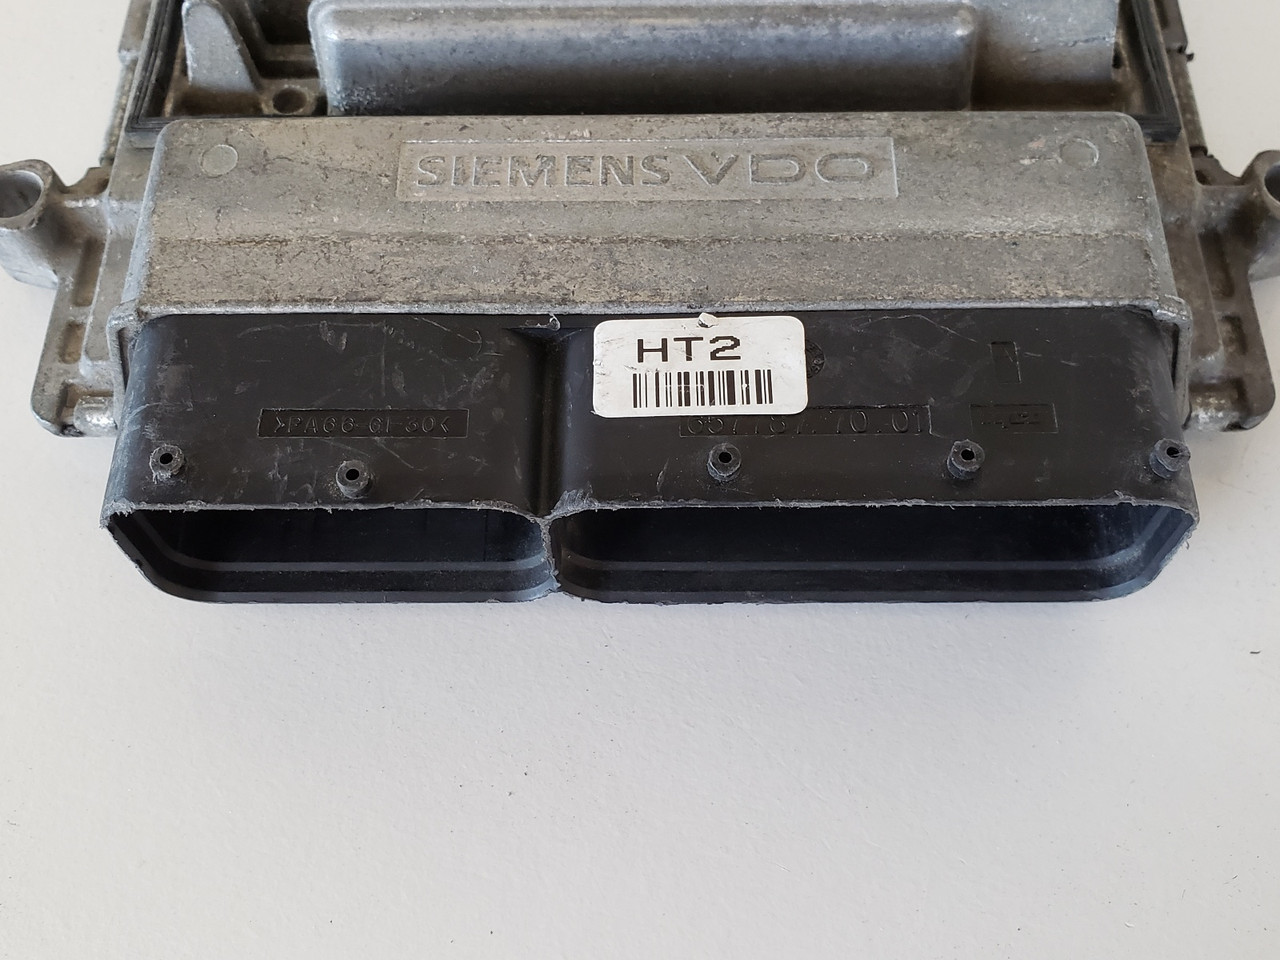 SIEMENS VDO
HT2
>PA66-GF30<